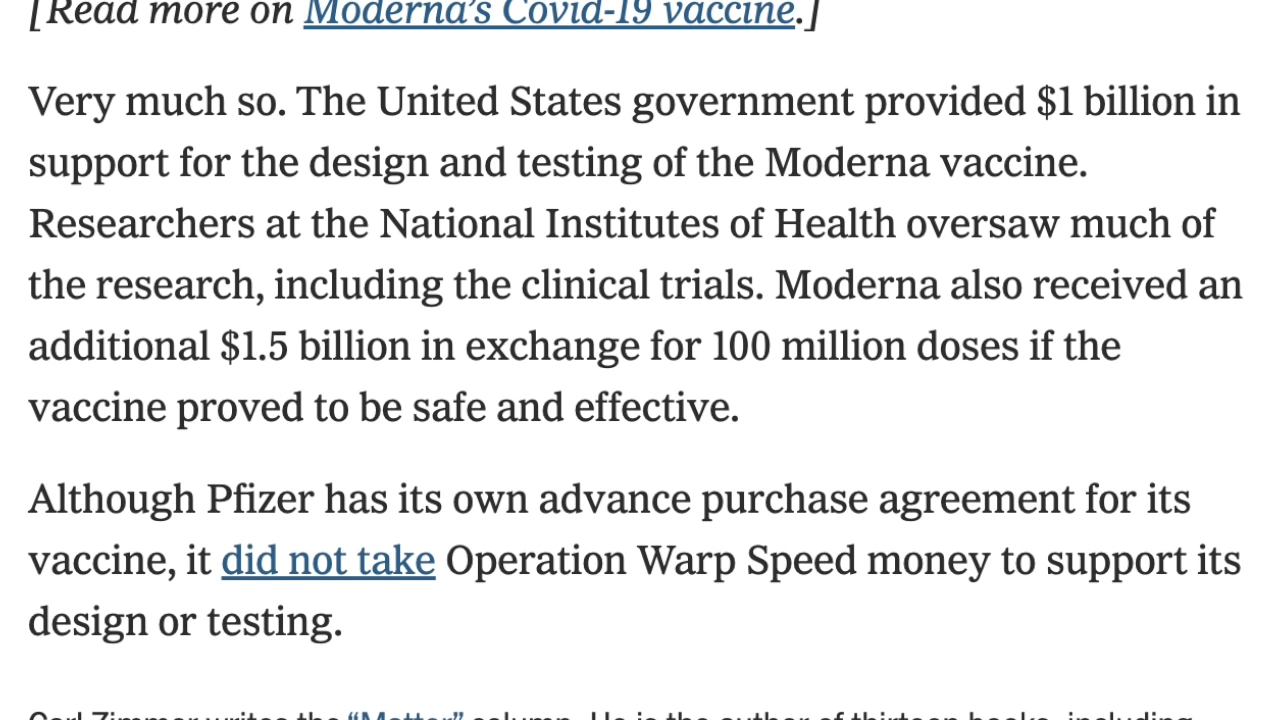 [Read more on Moderna's Covid-19 vaccine.]
Very much so. The United States government provided $1 billion in
support for the design and testing of the Moderna vaccine.
Researchers at the National Institutes of Health oversaw much of
the research, including the clinical trials. Moderna also received an
additional $1.5 billion in exchange for 100 million doses if the
vaccine proved to be safe and effective.
Although Pfizer has its own advance purchase agreement for its
vaccine, it did not take Operation Warp Speed money to support its
design or testing.
Carl Zimmer writes the “Matter” column. He is the author of thirteen books, including